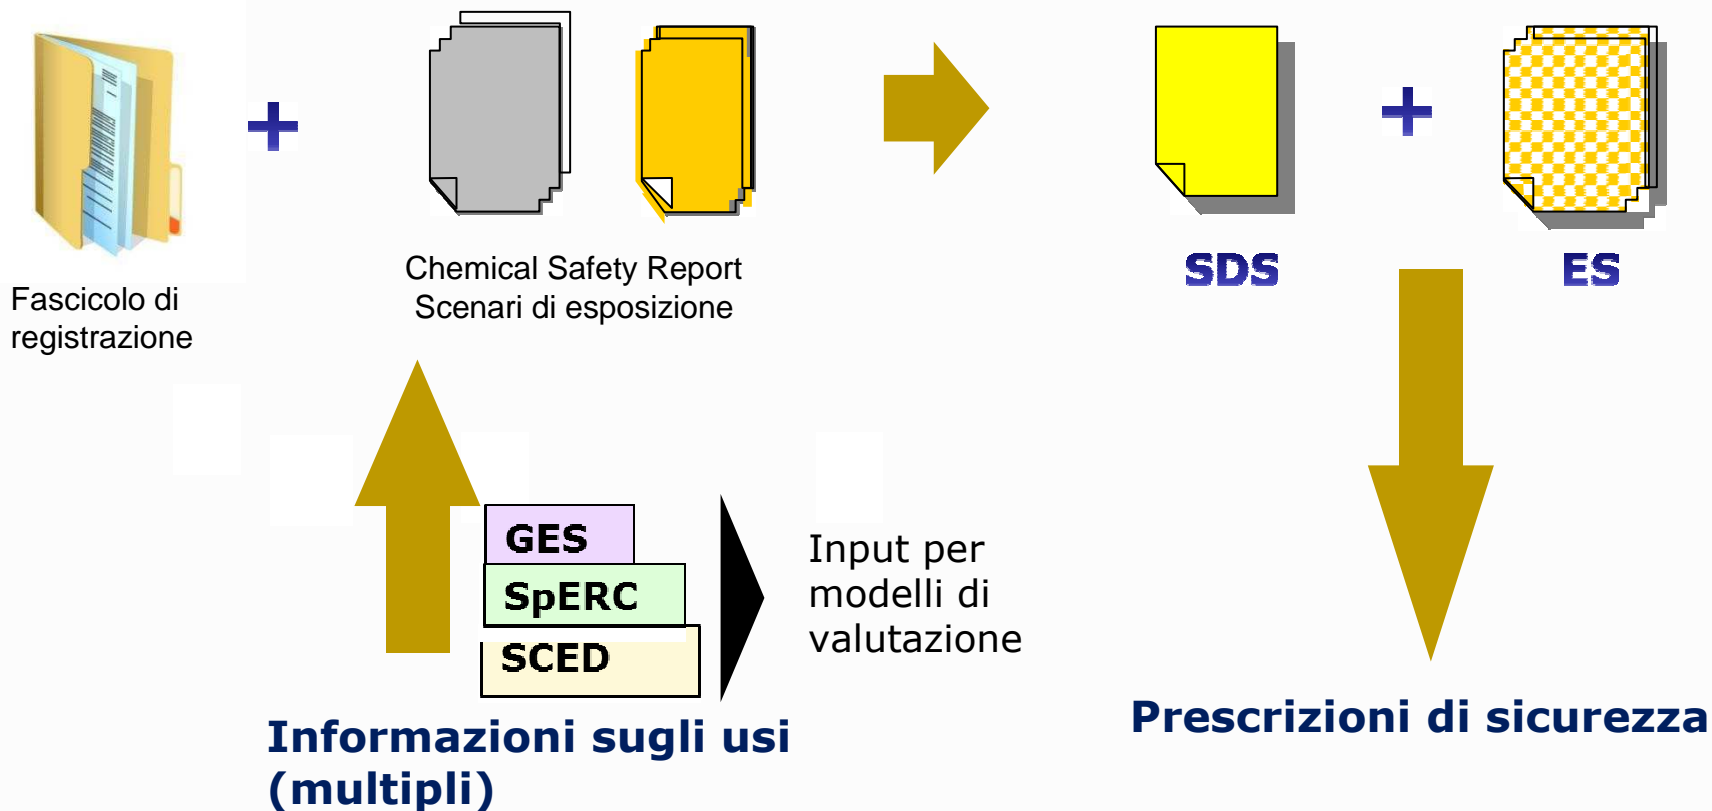 Fascicolo di
registrazione
Chemical Safety Report
Scenari di esposizione
SDS
ES
GES
SpERC
SCED
Input per
modelli di
valutazione
Informazioni sugli usi
(multipli)
Prescrizioni di sicurezza